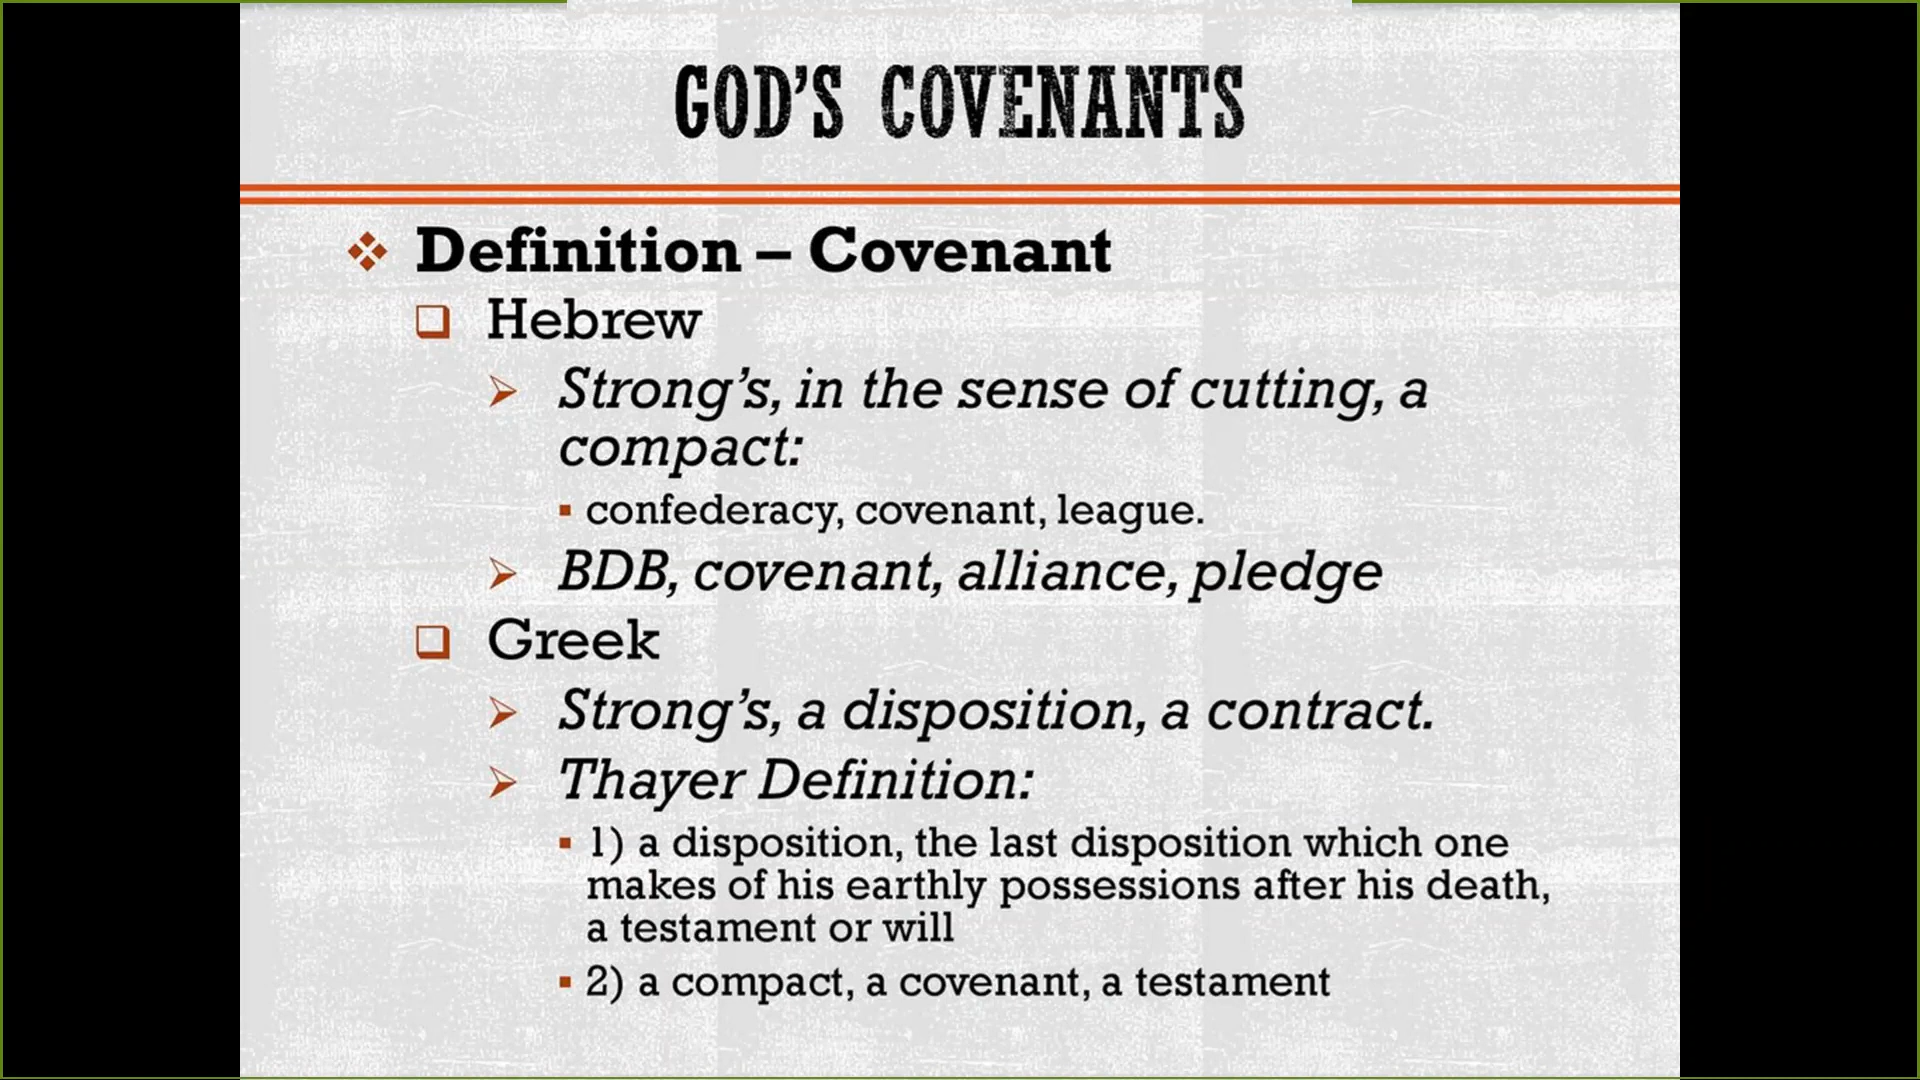 GOD'S COVENANTS
Definition – Covenant
Hebrew
Strong's, in the sense of cutting, a
compact:
confederacy, covenant, league.
BDB, covenant, alliance, pledge
Greek
Strong's, a disposition, a contract.
Thayer Definition:
1) a disposition, the last disposition which one
makes of his earthly possessions after his death,
a testament or will
2) a compact, a covenant, a testament